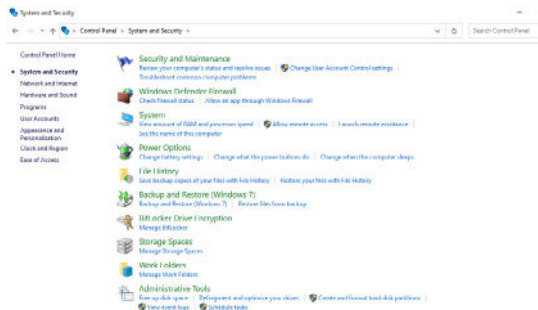 System and Security
Control Panel > System and Security >
Search Control Panel
Control Panel Home
System and Security
Network and Internet
Hardware and Sound
Programs
User Accounts
Appearance and
Personalization
Clock and Region
Ease of Access
Security and Maintenance
Review your computer's status and resolve issues | Change User Account Control settings |
Troubleshoot common computer problems
Windows Defender Firewall
Check firewall status | Allow an app through Windows Firewall
System
View amount of RAM and processor speed | Allow remote access | Launch remote assistance |
See the name of this computer
Power Options
Change battery settings | Change what the power buttons do | Change when the computer sleeps
File History
Save backup copies of your files with File History | Restore your files with File History
Backup and Restore (Windows 7)
Backup and Restore (Windows 7) | Restore files from backup
BitLocker Drive Encryption
Manage BitLocker
Storage Spaces
Manage Storage Spaces
Work Folders
Manage Work Folders
Administrative Tools
Free up disk space | Defragment and optimize your drives | Create and format hard disk partitions |
View event logs | Schedule tasks